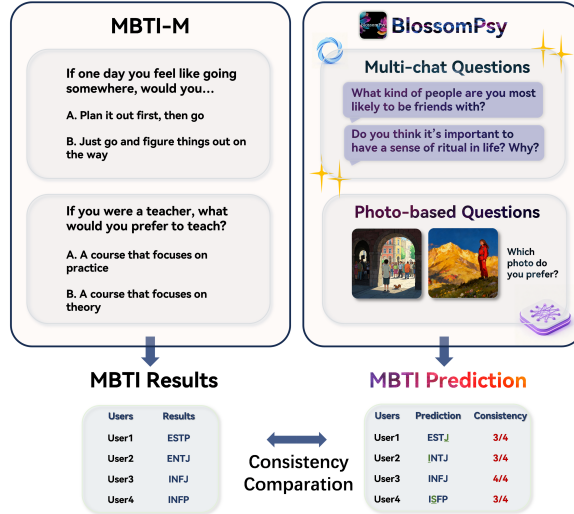 MBTI-M
If one day you feel like going
somewhere, would you...
A. Plan it out first, then go
B. Just go and figure things out on
the way
If you were a teacher, what
would you prefer to teach?
A. A course that focuses on
practice
B. A course that focuses on
theory
BlossomPsy
Multi-chat Questions
What kind of people are you most
likely to be friends with?
Do you think it's important to
have a sense of ritual in life? Why?
Photo-based Questions
Which
photo do
you prefer?
MBTI Results
Users Results
User1 ESTP
User2 ENTJ
User3 INFJ
User4 INFP
Consistency
Comparation
MBTI Prediction
Users Prediction Consistency
User1 ESTJ 3/4
User2 INTJ 3/4
User3 INFJ 4/4
User4 ISFP 3/4